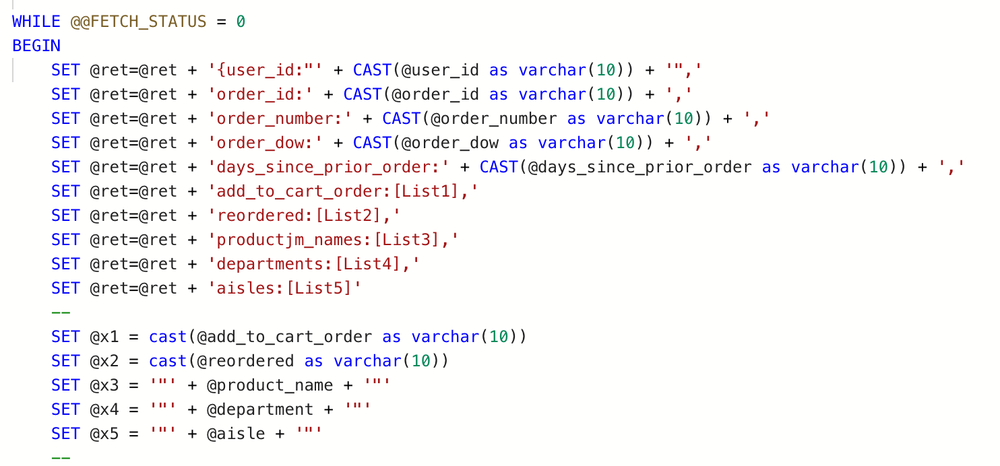 WHILE @@FETCH_STATUS = 0
BEGIN
    SET @ret=@ret + '{user_id:"' + CAST(@user_id as varchar(10)) + '",'
    SET @ret=@ret + 'order_id:' + CAST(@order_id as varchar(10)) + ','
    SET @ret=@ret + 'order_number:' + CAST(@order_number as varchar(10)) + ','
    SET @ret=@ret + 'order_dow:' + CAST(@order_dow as varchar(10)) + ','
    SET @ret=@ret + 'days_since_prior_order:' + CAST(@days_since_prior_order as varchar(10)) + ','
    SET @ret=@ret + 'add_to_cart_order:[List1],'
    SET @ret=@ret + 'reordered:[List2],'
    SET @ret=@ret + 'productjm_names:[List3],'
    SET @ret=@ret + 'departments:[List4],'
    SET @ret=@ret + 'aisles:[List5]'
    --
    SET @x1 = cast(@add_to_cart_order as varchar(10))
    SET @x2 = cast(@reordered as varchar(10))
    SET @x3 = '"' + @product_name + '"'
    SET @x4 = '"' + @department + '"'
    SET @x5 = '"' + @aisle + '"'
    --